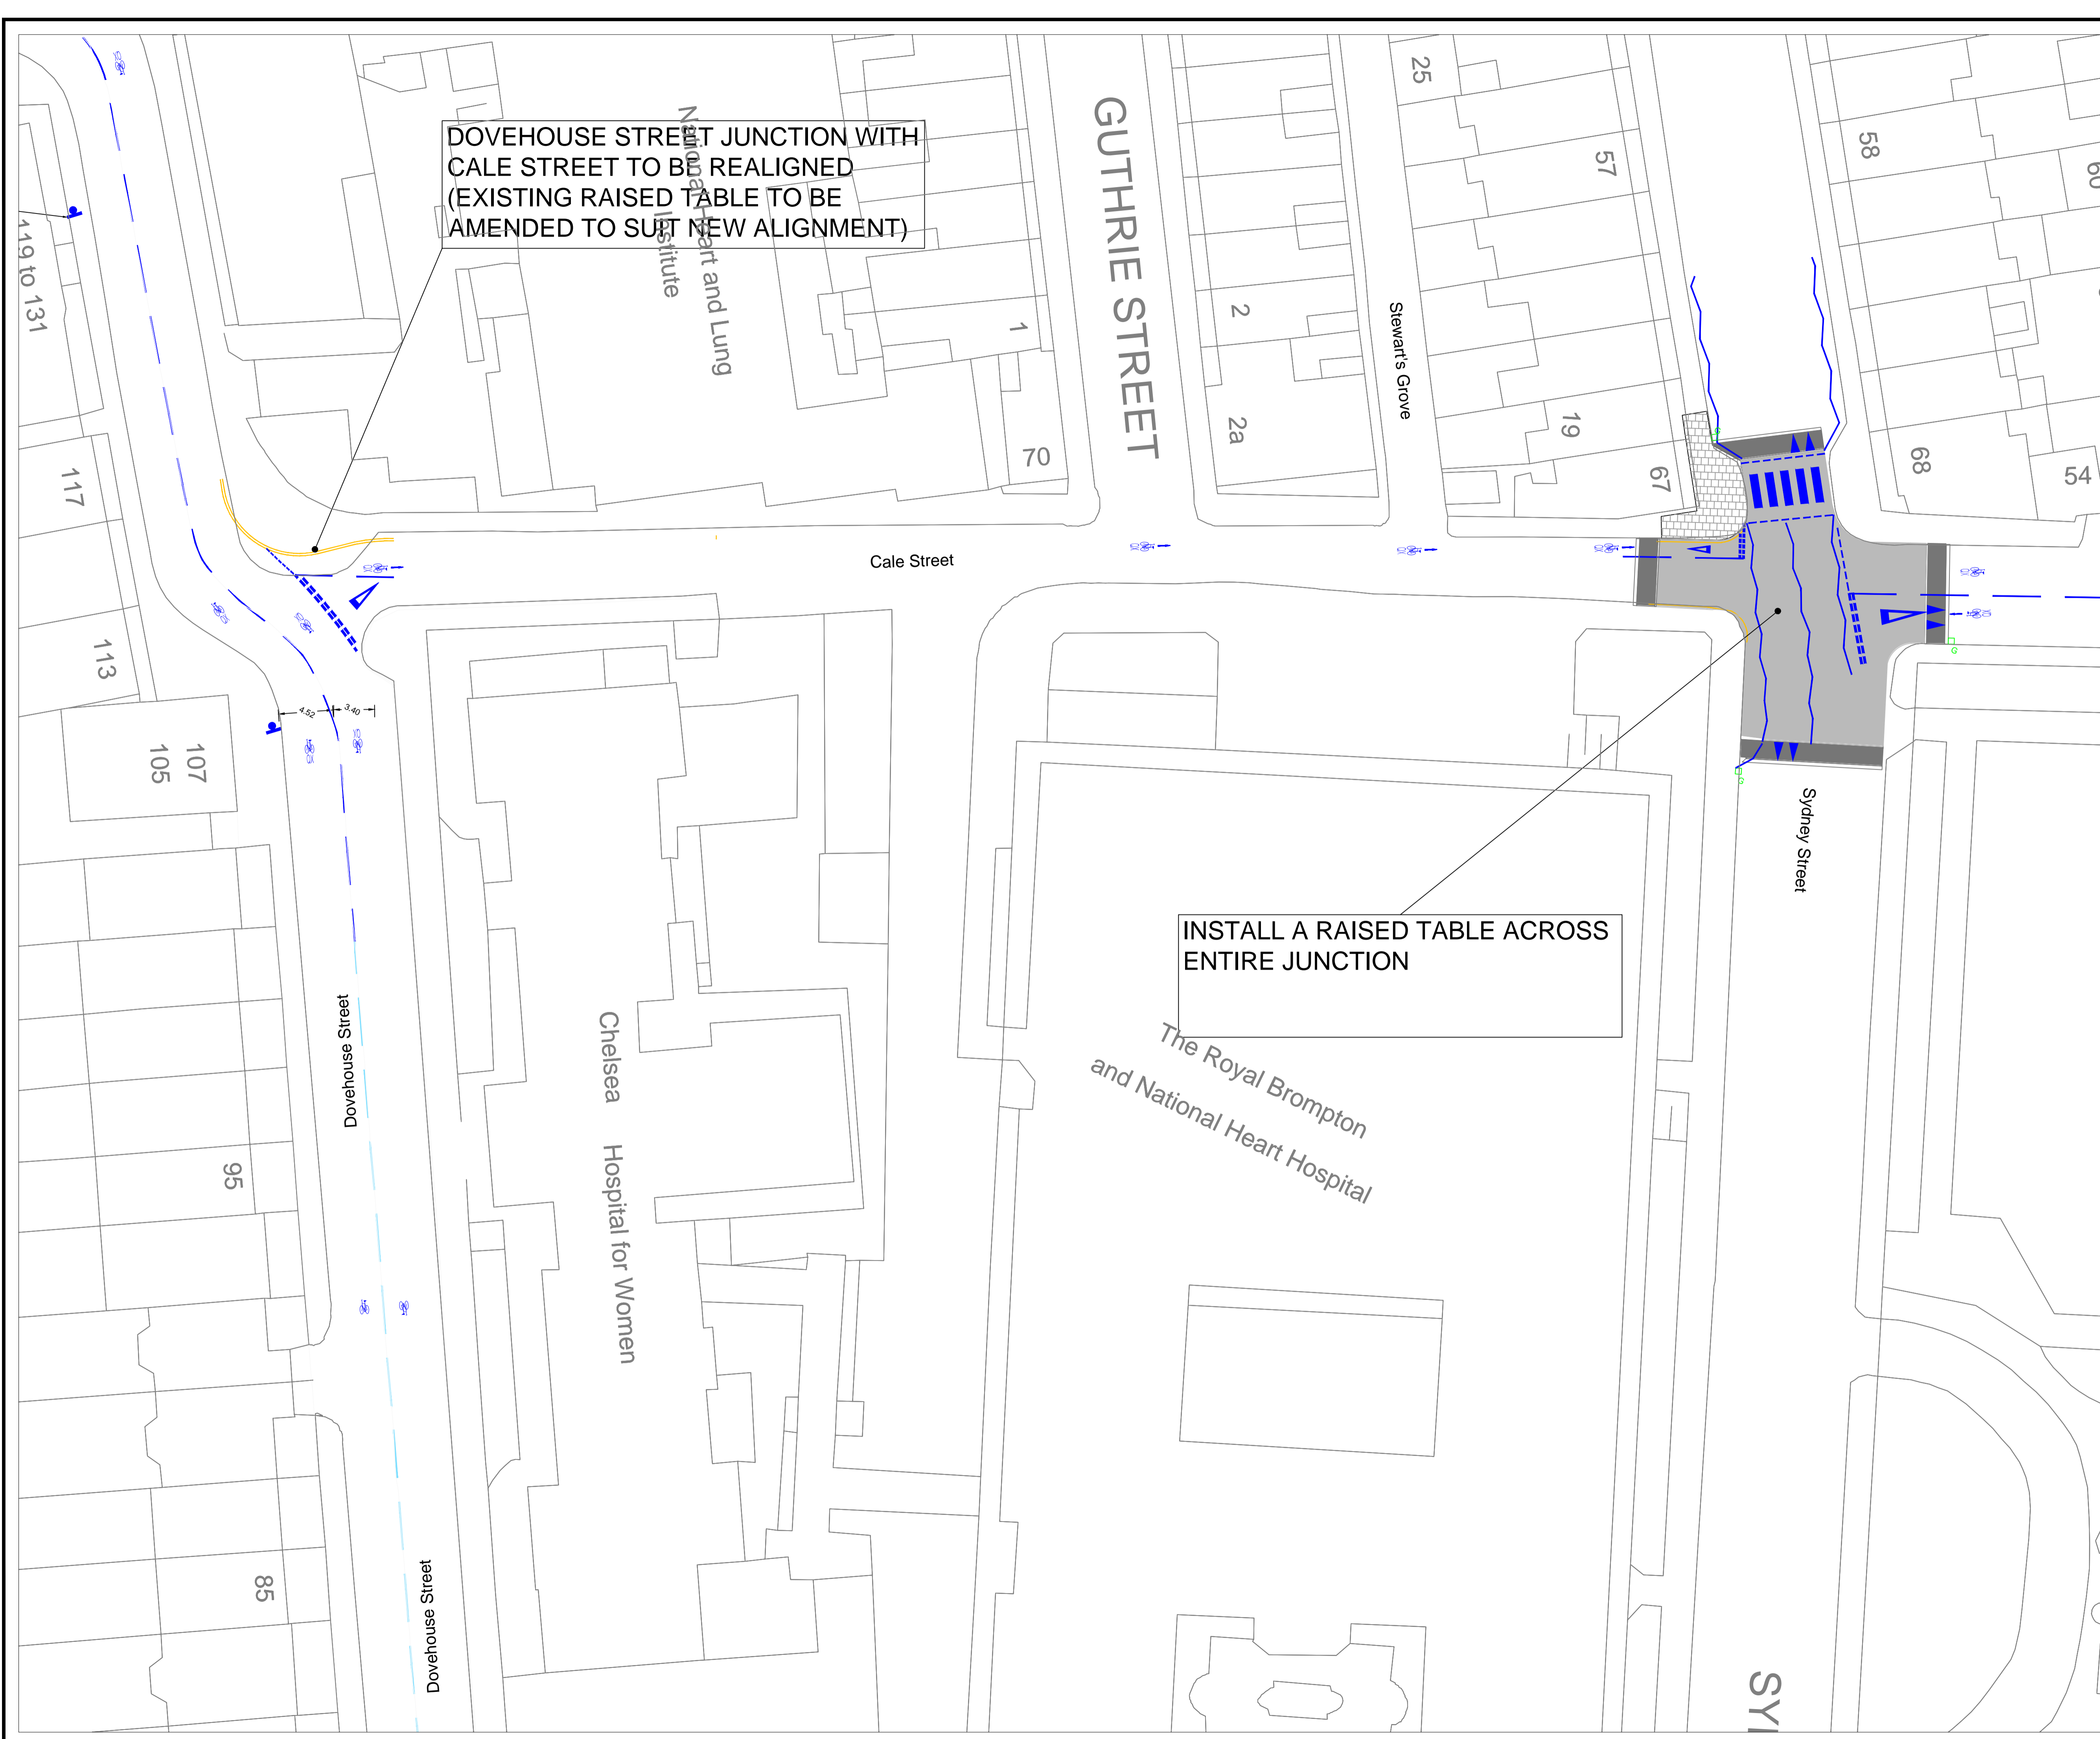 DOVEHOUSE STREET JUNCTION WITH
CALE STREET TO BE REALIGNED
(EXISTING RAISED TABLE TO BE
AMENDED TO SUIT NEW ALIGNMENT)
National Heart and Lung
Institute
GUTHRIE STREET
25
57
58
60
119 to 131
1
2
2a
Stewart's Grove
19
67
68
54
70
117
Cale Street
113
4.52
3.40
107
105
Sydney Street
INSTALL A RAISED TABLE ACROSS
ENTIRE JUNCTION
The Royal Brompton
and National Heart Hospital
Chelsea Hospital for Women
Dovehouse Street
95
85
Dovehouse Street